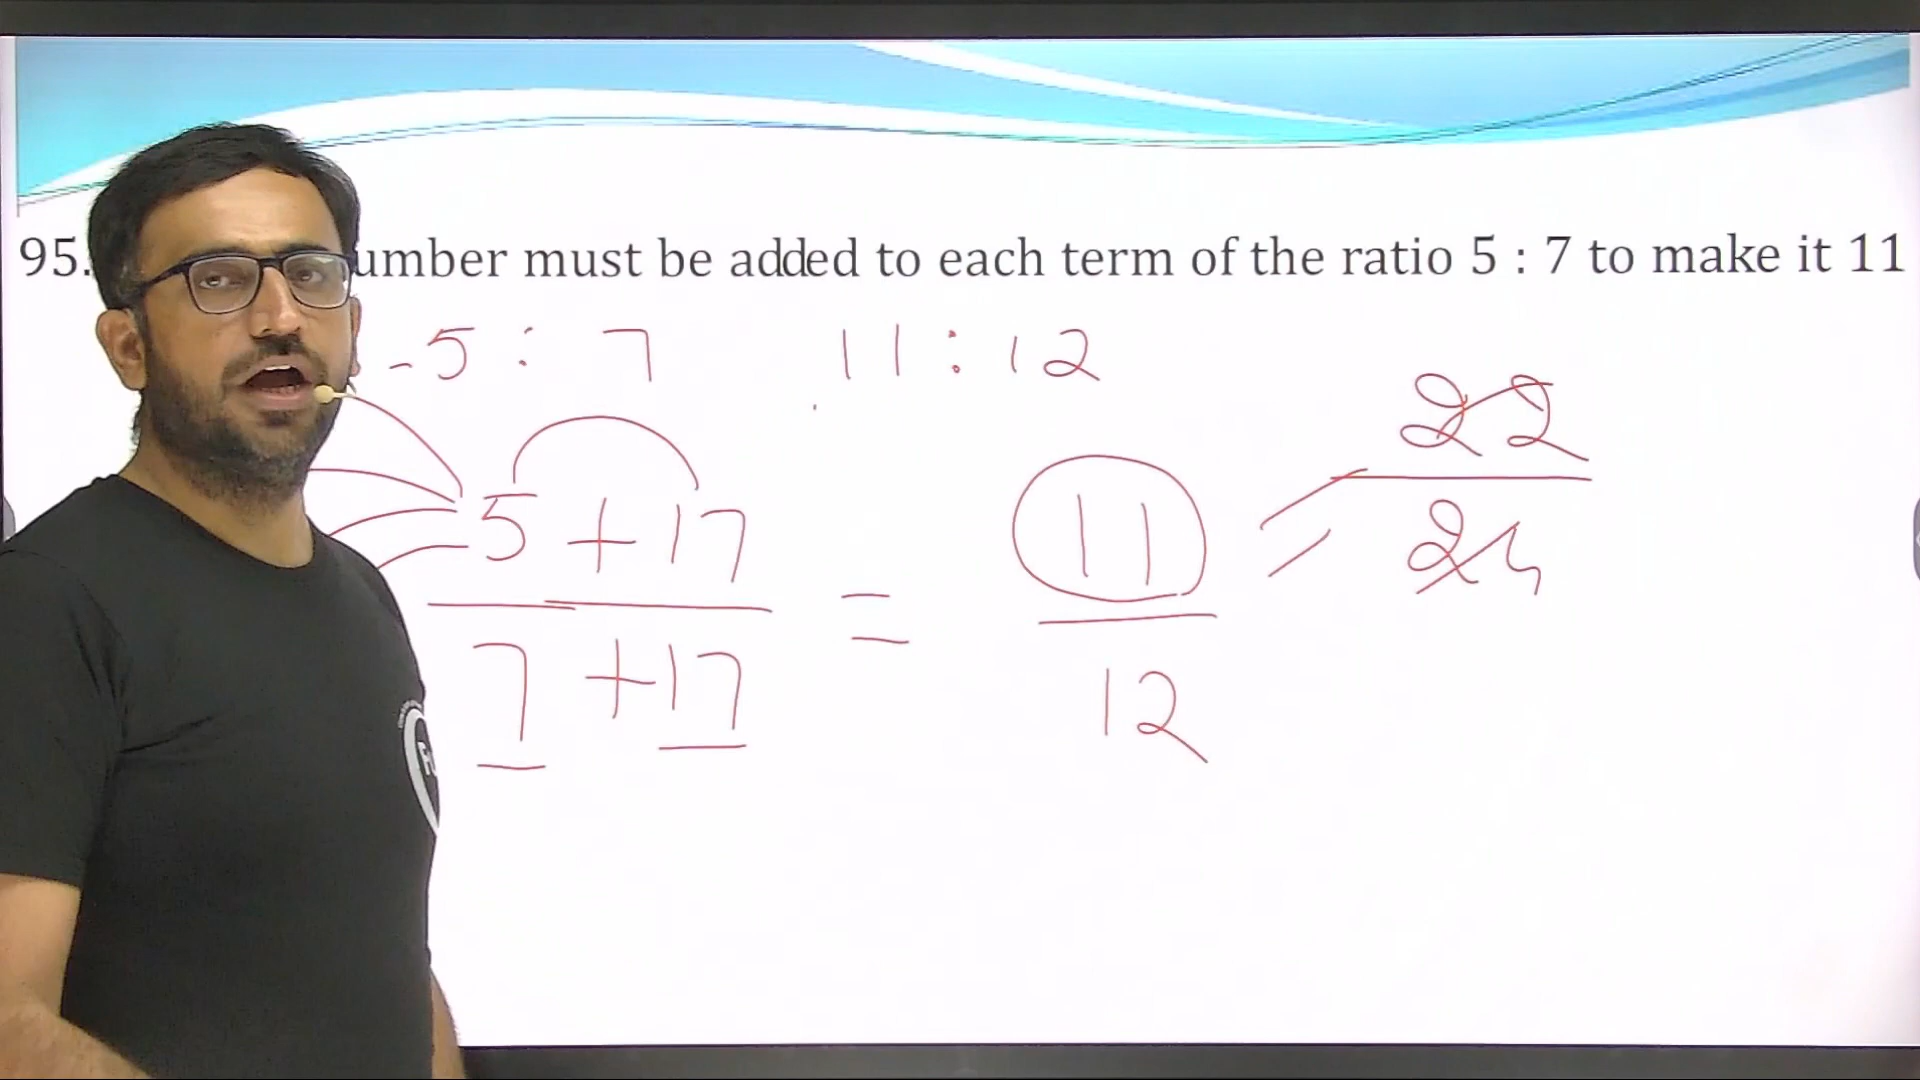 95. umber must be added to each term of the ratio 5 : 7 to make it 11
- 5 : 7 11 : 12
5 + 17
7 + 17
=
11
12
=
22
24